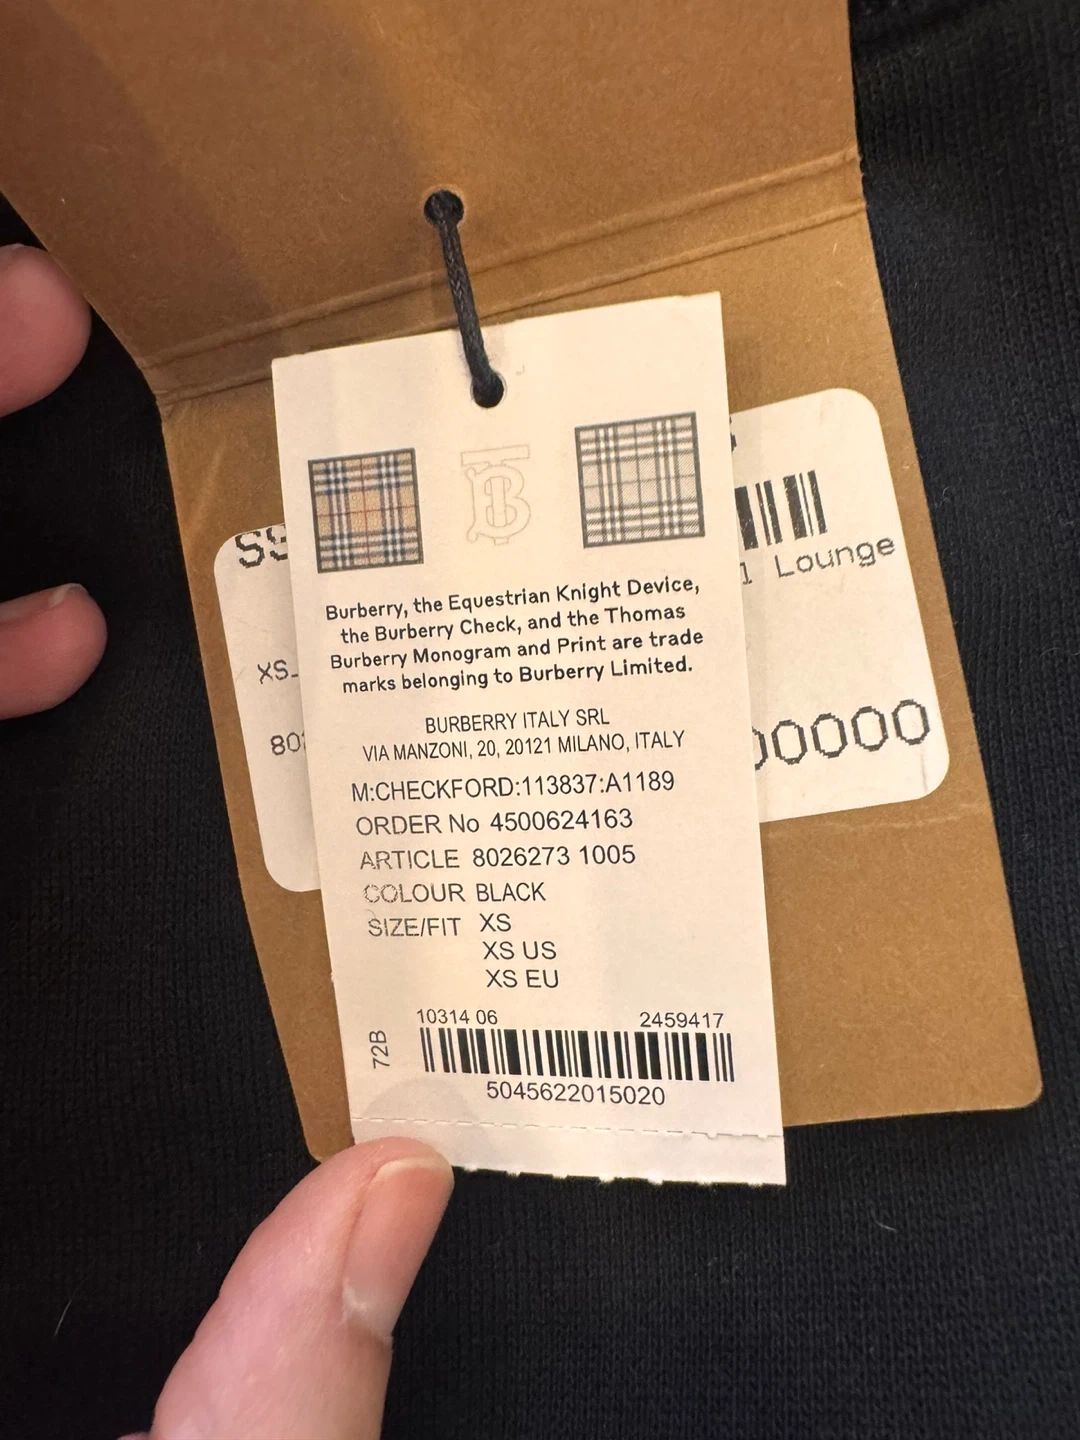 Burberry, the Equestrian Knight Device,
the Burberry Check, and the Thomas
Burberry Monogram and Print are trade
marks belonging to Burberry Limited.
BURBERRY ITALY SRL
VIA MANZONI, 20, 20121 MILANO, ITALY
M:CHECKFORD:113837:A1189
ORDER No 4500624163
ARTICLE 8026273 1005
COLOUR BLACK
SIZE/FIT XS
XS US
XS EU
10314 06 2459417
72B
5045622015020
Lounge
XS